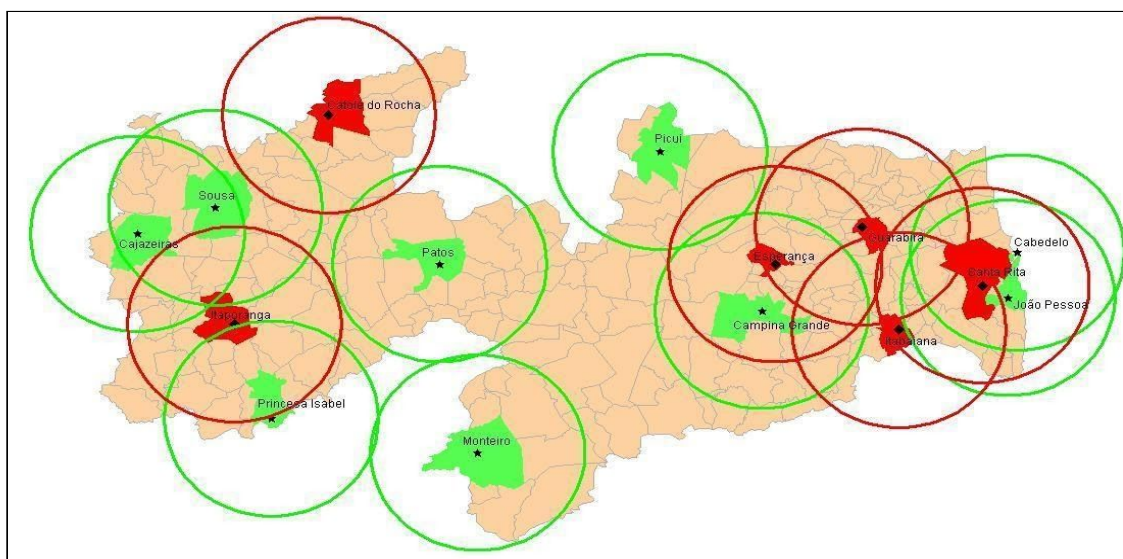 Catolé do Rocha
Picuí
Sousa
Cajazeiras
Patos
Guarabira
Esperança
Cabedelo
Santa Rita
João Pessoa
Campina Grande
Itabaiana
Itaporanga
Princesa Isabel
Monteiro